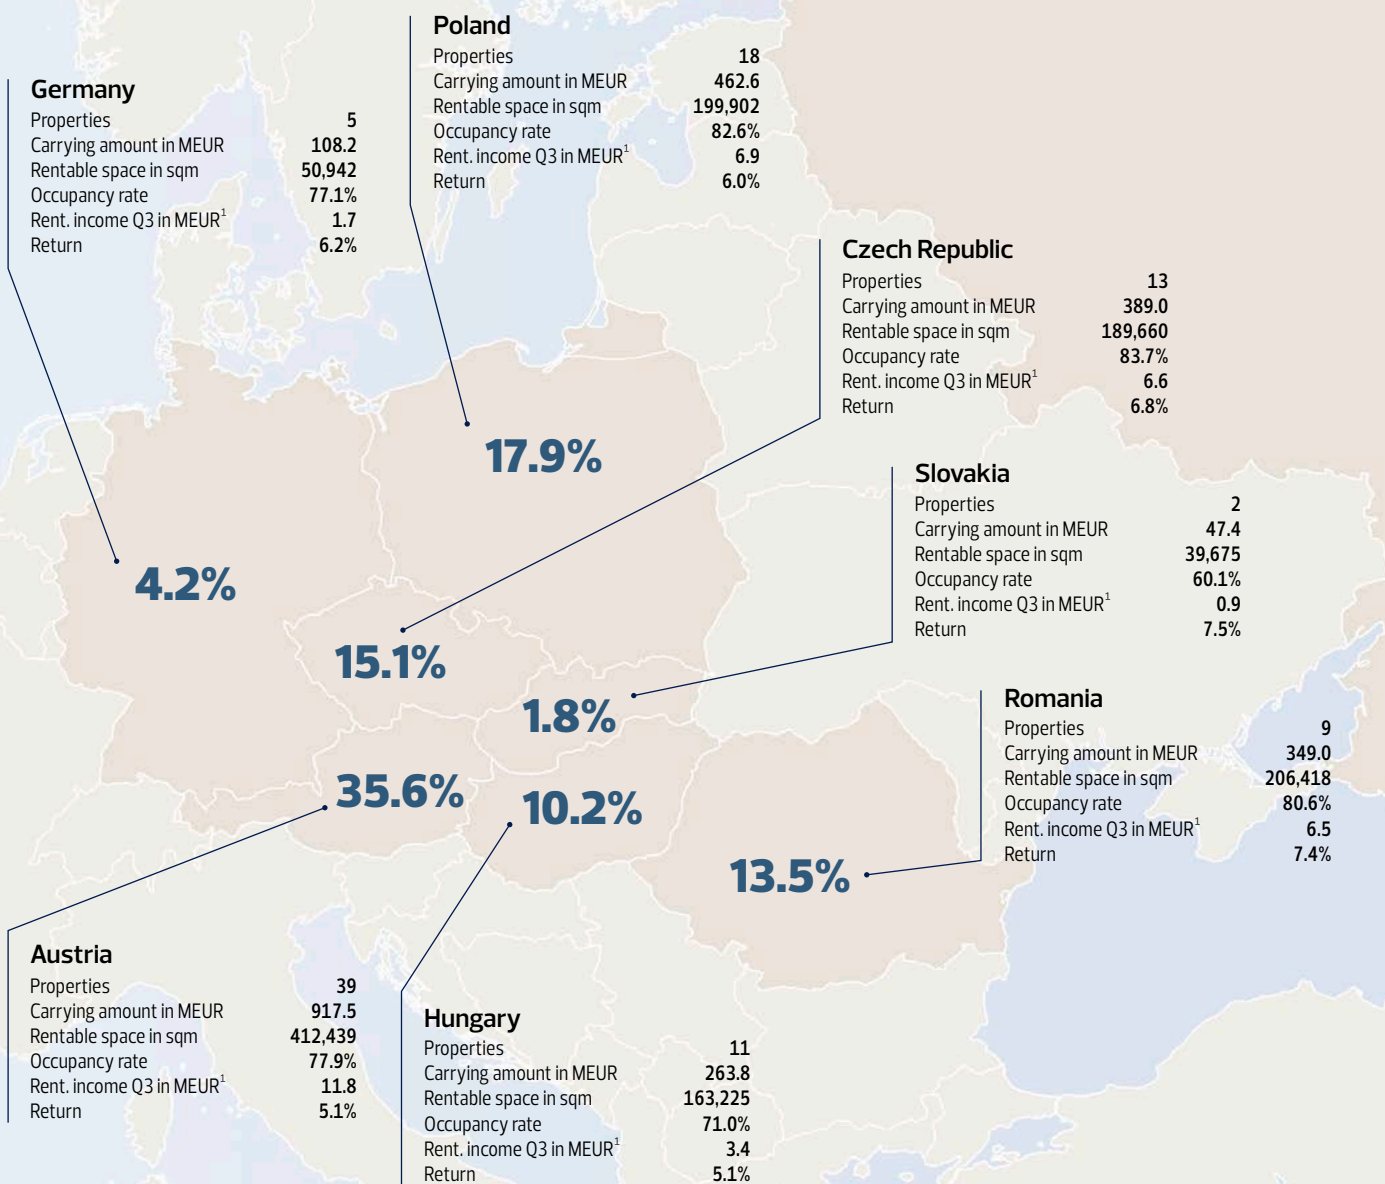 Poland
Properties 18
Carrying amount in MEUR 462.6
Rentable space in sqm 199,902
Occupancy rate 82.6%
Rent. income Q3 in MEUR1 6.9
Return 6.0%
Germany
Properties 5
Carrying amount in MEUR 108.2
Rentable space in sqm 50,942
Occupancy rate 77.1%
Rent. income Q3 in MEUR1 1.7
Return 6.2%
Czech Republic
Properties 13
Carrying amount in MEUR 389.0
Rentable space in sqm 189,660
Occupancy rate 83.7%
Rent. income Q3 in MEUR1 6.6
Return 6.8%
17.9%
Slovakia
Properties 2
Carrying amount in MEUR 47.4
Rentable space in sqm 39,675
Occupancy rate 60.1%
Rent. income Q3 in MEUR1 0.9
Return 7.5%
4.2%
15.1%
1.8%
Romania
Properties 9
Carrying amount in MEUR 349.0
Rentable space in sqm 206,418
Occupancy rate 80.6%
Rent. income Q3 in MEUR1 6.5
Return 7.4%
35.6%
10.2%
13.5%
Austria
Properties 39
Carrying amount in MEUR 917.5
Rentable space in sqm 412,439
Occupancy rate 77.9%
Rent. income Q3 in MEUR1 11.8
Return 5.1%
Hungary
Properties 11
Carrying amount in MEUR 263.8
Rentable space in sqm 163,225
Occupancy rate 71.0%
Rent. income Q3 in MEUR1 3.4
Return 5.1%